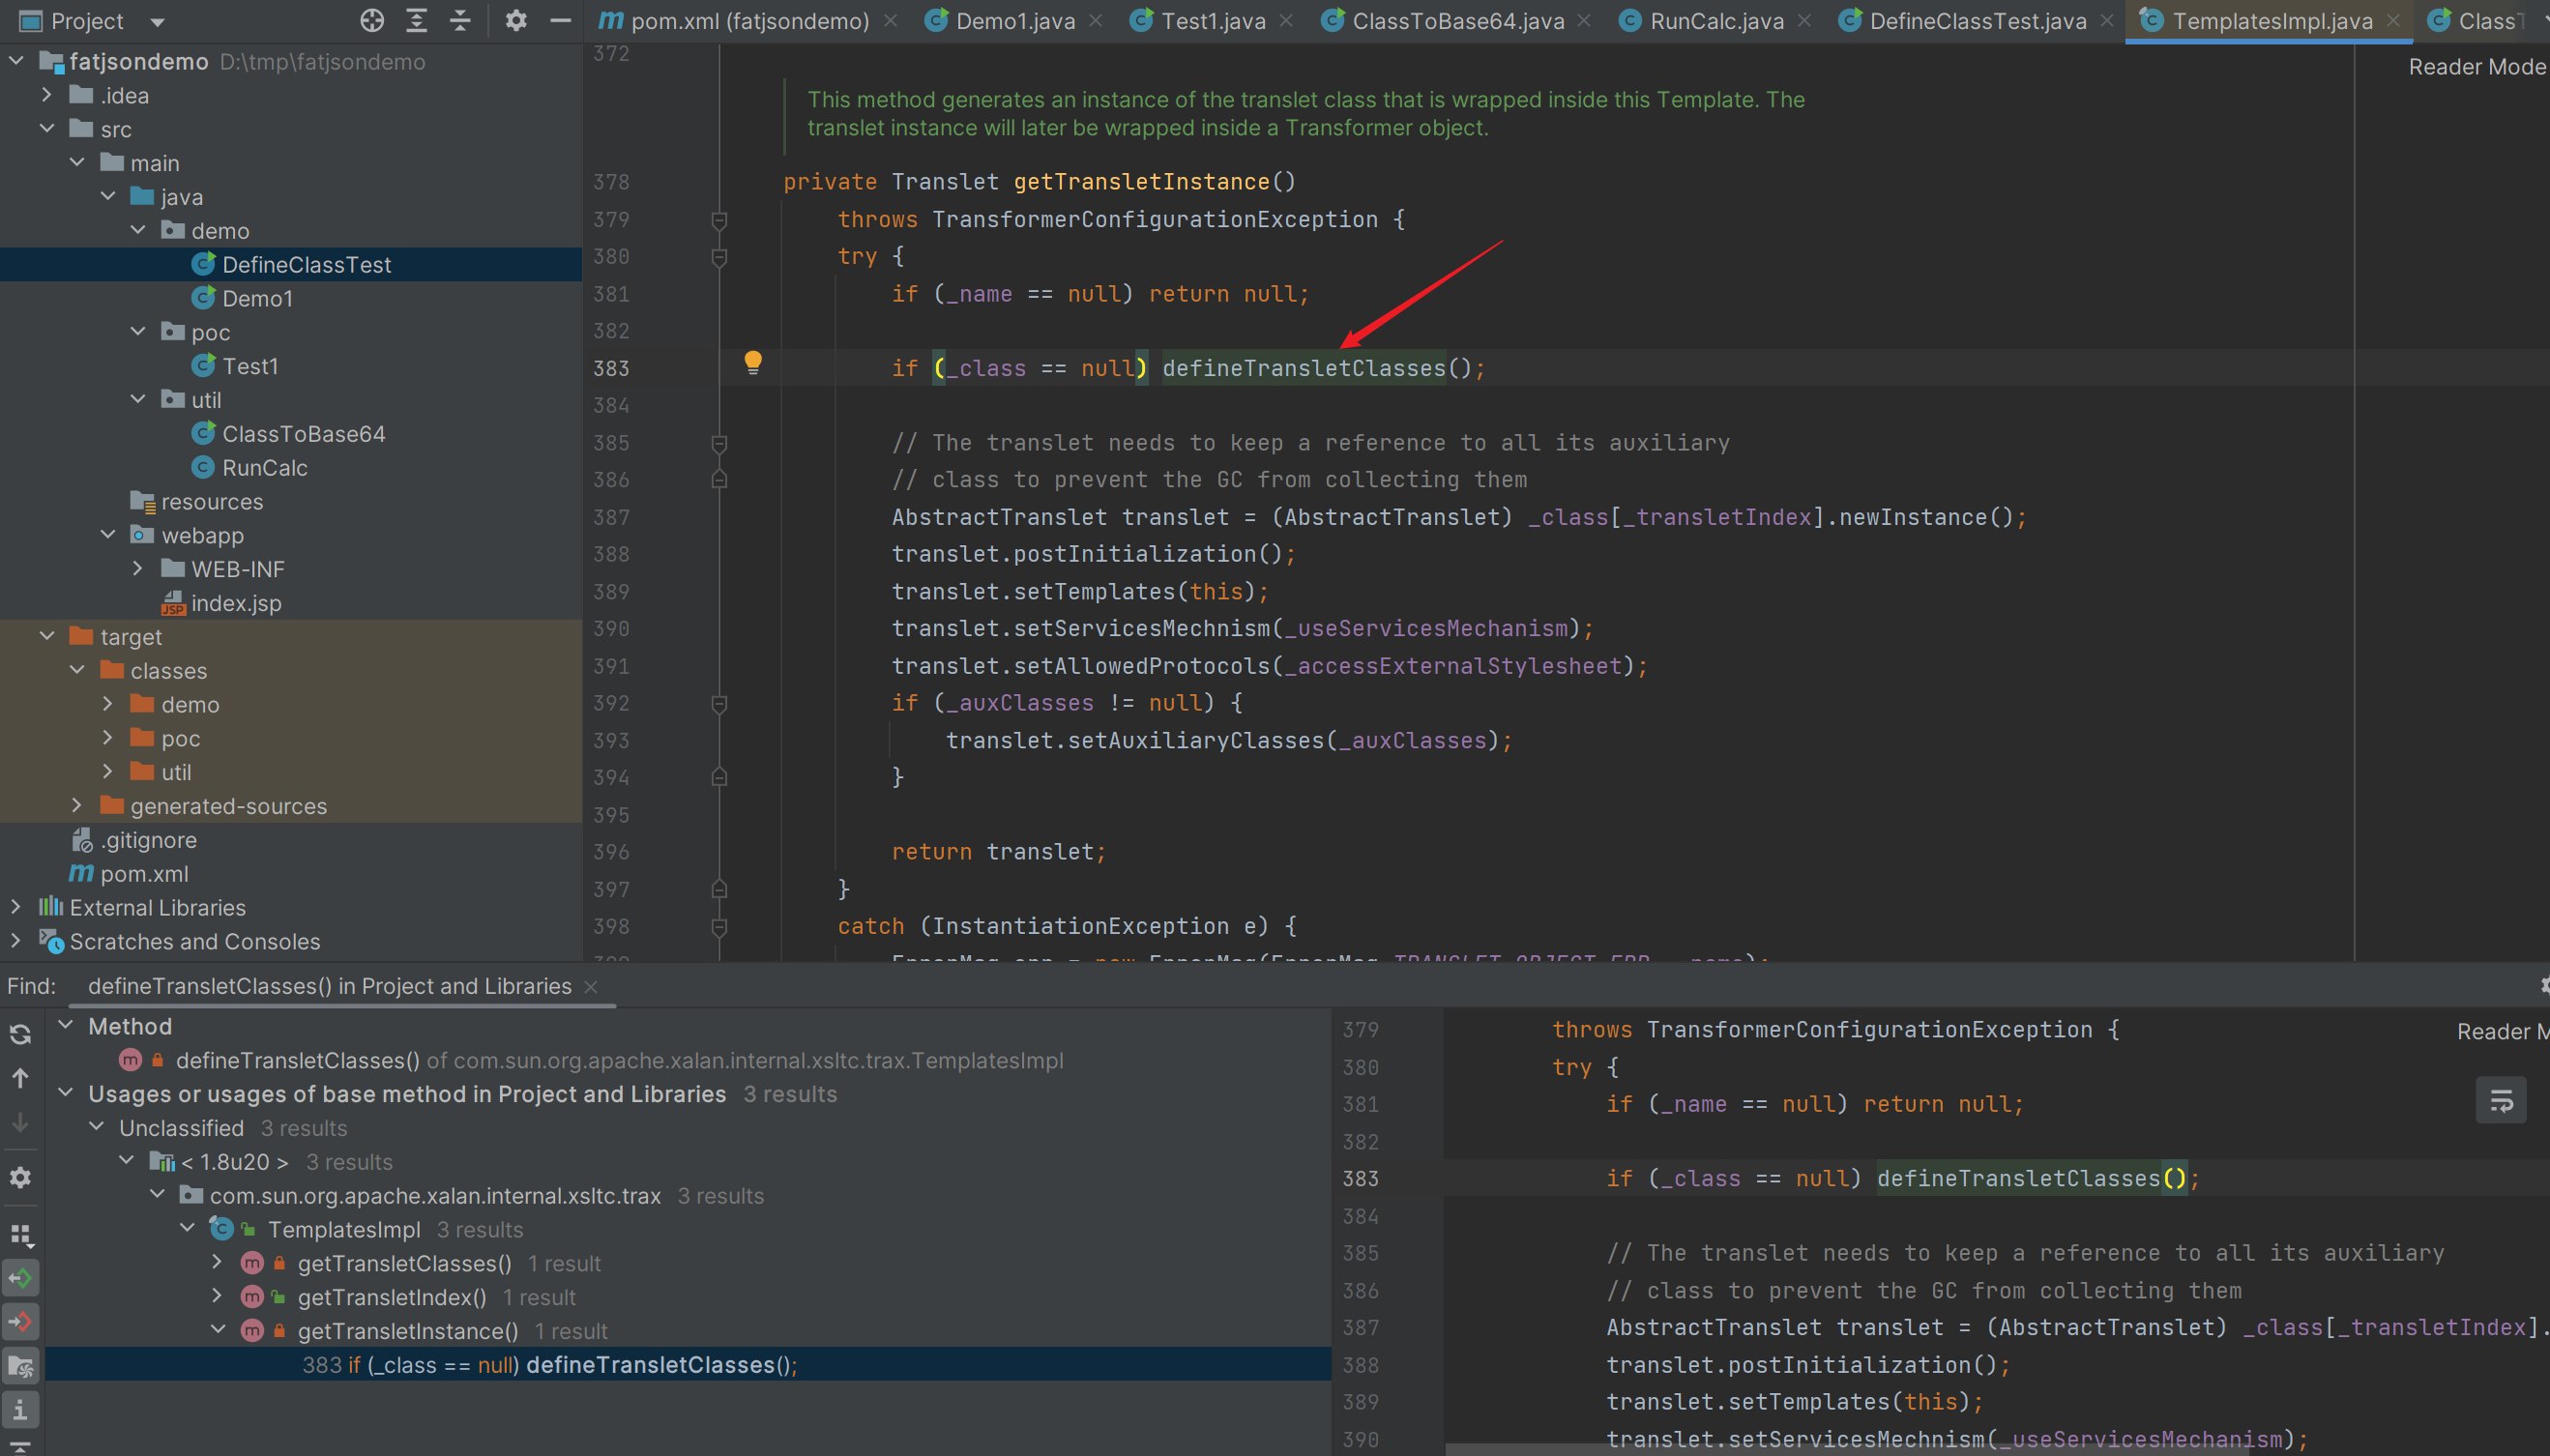 Project
pom.xml (fatjsondemo)
Demo1.java
Test1.java
ClassToBase64.java
RunCalc.java
DefineClassTest.java
TemplatesImpl.java
fatjsondemo D:\tmp\fatjsondemo
.idea
src
main
java
demo
DefineClassTest
Demo1
poc
Test1
util
ClassToBase64
RunCalc
resources
webapp
WEB-INF
index.jsp
target
classes
demo
poc
util
generated-sources
.gitignore
pom.xml
External Libraries
Scratches and Consoles
Reader Mode
372
This method generates an instance of the translet class that is wrapped inside this Template. The
translet instance will later be wrapped inside a Transformer object.
378 private Translet getTransletInstance()
379 throws TransformerConfigurationException {
380 try {
381 if (_name == null) return null;
382
383 if (_class == null) defineTransletClasses();
384
385 // The translet needs to keep a reference to all its auxiliary
386 // class to prevent the GC from collecting them
387 AbstractTranslet translet = (AbstractTranslet) _class[_transletIndex].newInstance();
388 translet.postInitialization();
389 translet.setTemplates(this);
390 translet.setServicesMechnism(_useServicesMechanism);
391 translet.setAllowedProtocols(_accessExternalStylesheet);
392 if (_auxClasses != null) {
393 translet.setAuxiliaryClasses(_auxClasses);
394 }
395
396 return translet;
397 }
398 catch (InstantiationException e) {
Find: defineTransletClasses() in Project and Libraries
Method
defineTransletClasses() of com.sun.org.apache.xalan.internal.xsltc.trax.TemplatesImpl
Usages or usages of base method in Project and Libraries 3 results
Unclassified 3 results
< 1.8u20 > 3 results
com.sun.org.apache.xalan.internal.xsltc.trax 3 results
TemplatesImpl 3 results
getTransletClasses() 1 result
getTransletIndex() 1 result
getTransletInstance() 1 result
383 if (_class == null) defineTransletClasses();
379 throws TransformerConfigurationException {
Reader
380 try {
381 if (_name == null) return null;
382
383 if (_class == null) defineTransletClasses();
384
385 // The translet needs to keep a reference to all its auxiliary
386 // class to prevent the GC from collecting them
387 AbstractTranslet translet = (AbstractTranslet) _class[_transletIndex].
388 translet.postInitialization();
389 translet.setTemplates(this);
390 translet.setServicesMechnism(_useServicesMechanism);